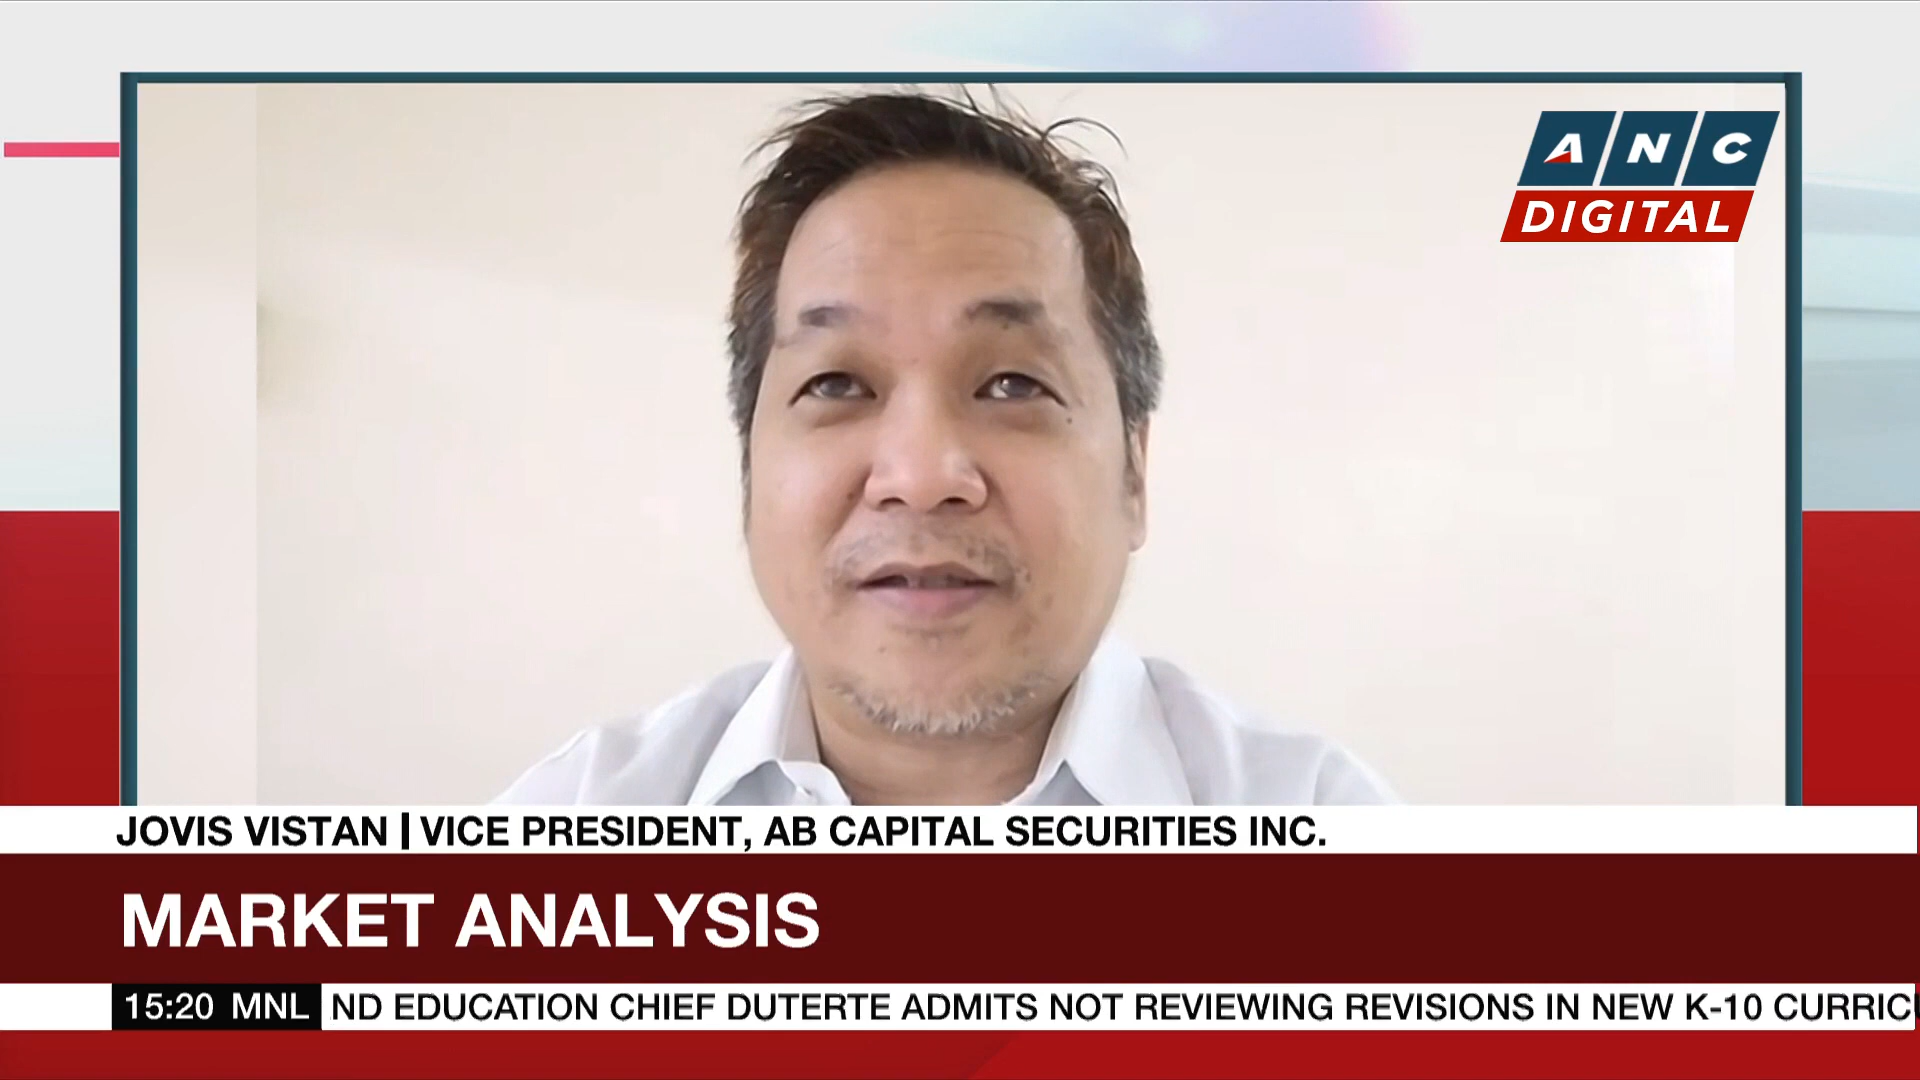 ANC
DIGITAL
JOVIS VISTAN | VICE PRESIDENT, AB CAPITAL SECURITIES INC.
MARKET ANALYSIS
15:20 MNL ND EDUCATION CHIEF DUTERTE ADMITS NOT REVIEWING REVISIONS IN NEW K-10 CURRIC